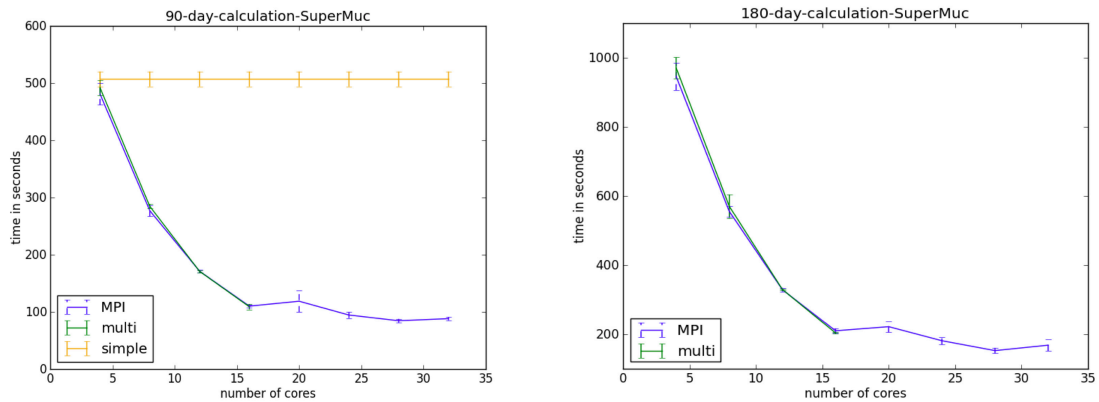 90-day-calculation-SuperMuc
600
500
400
300
200
100
0
time in seconds
MPI
multi
simple
0 5 10 15 20 25 30 35
number of cores
180-day-calculation-SuperMuc
1000
800
600
400
200
time in seconds
MPI
multi
0 5 10 15 20 25 30 35
number of cores